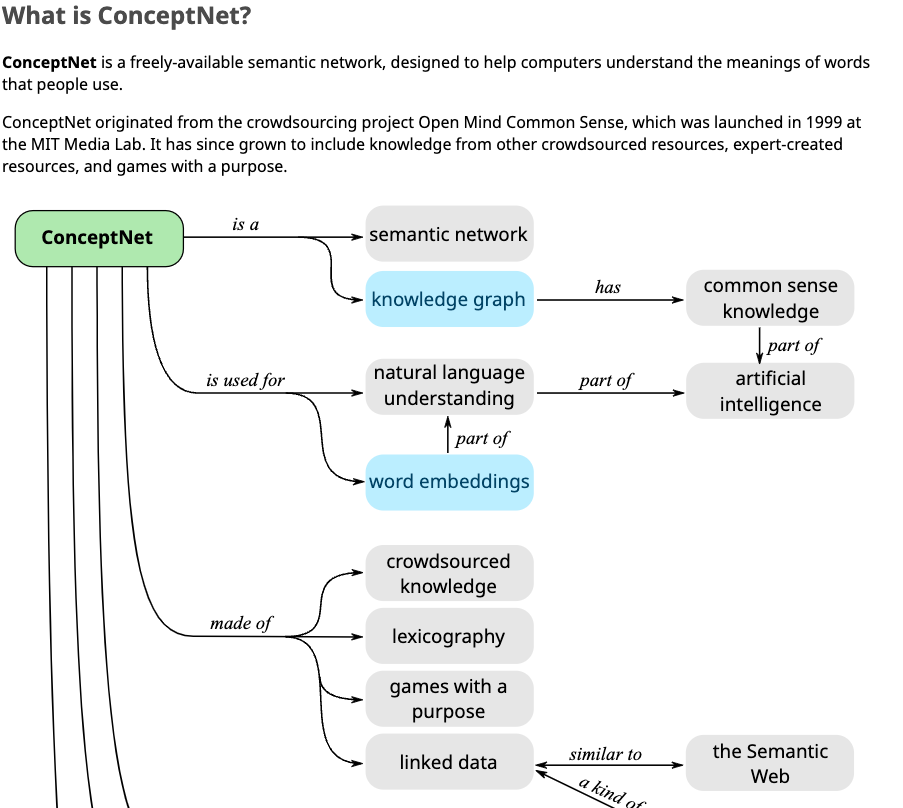 What is ConceptNet?
ConceptNet is a freely-available semantic network, designed to help computers understand the meanings of words
that people use.
ConceptNet originated from the crowdsourcing project Open Mind Common Sense, which was launched in 1999 at
the MIT Media Lab. It has since grown to include knowledge from other crowdsourced resources, expert-created
resources, and games with a purpose.
ConceptNet
is a
semantic network
knowledge graph
has
common sense
knowledge
part of
is used for
natural language
understanding
part of
artificial
intelligence
part of
word embeddings
crowdsourced
knowledge
made of
lexicography
games with a
purpose
linked data
similar to
the Semantic
Web
a kind of